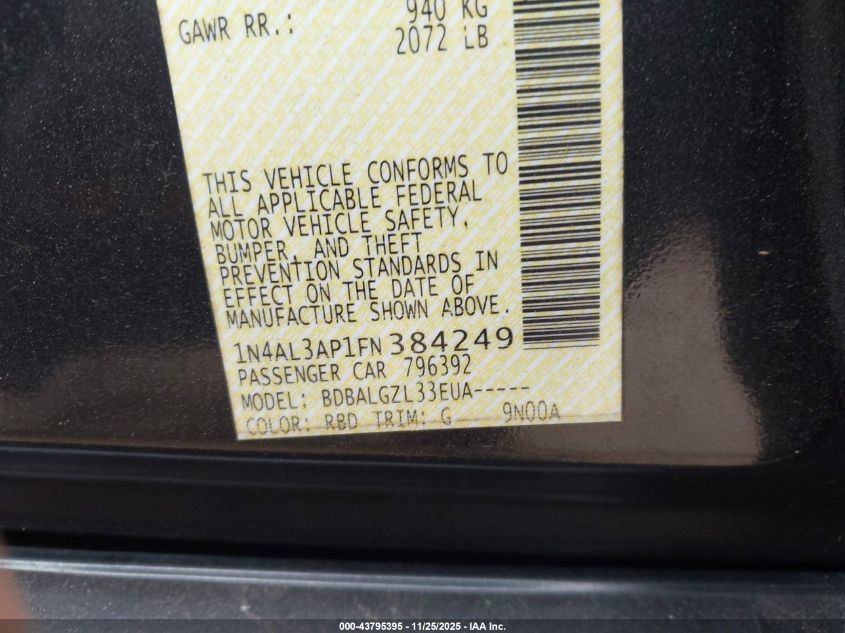 GAWR RR.: 940 KG
2072 LB
THIS VEHICLE CONFORMS TO
ALL APPLICABLE FEDERAL
MOTOR VEHICLE SAFETY,
BUMPER, AND THEFT
PREVENTION STANDARDS IN
EFFECT ON THE DATE OF
MANUFACTURE SHOWN ABOVE.
1N4AL3AP1FN384249
PASSENGER CAR 796392
MODEL: BDBALGZL33EUA-----
COLOR: RBD TRIM: G 9N00A
000-43795395 - 11/25/2025 - IAA Inc.